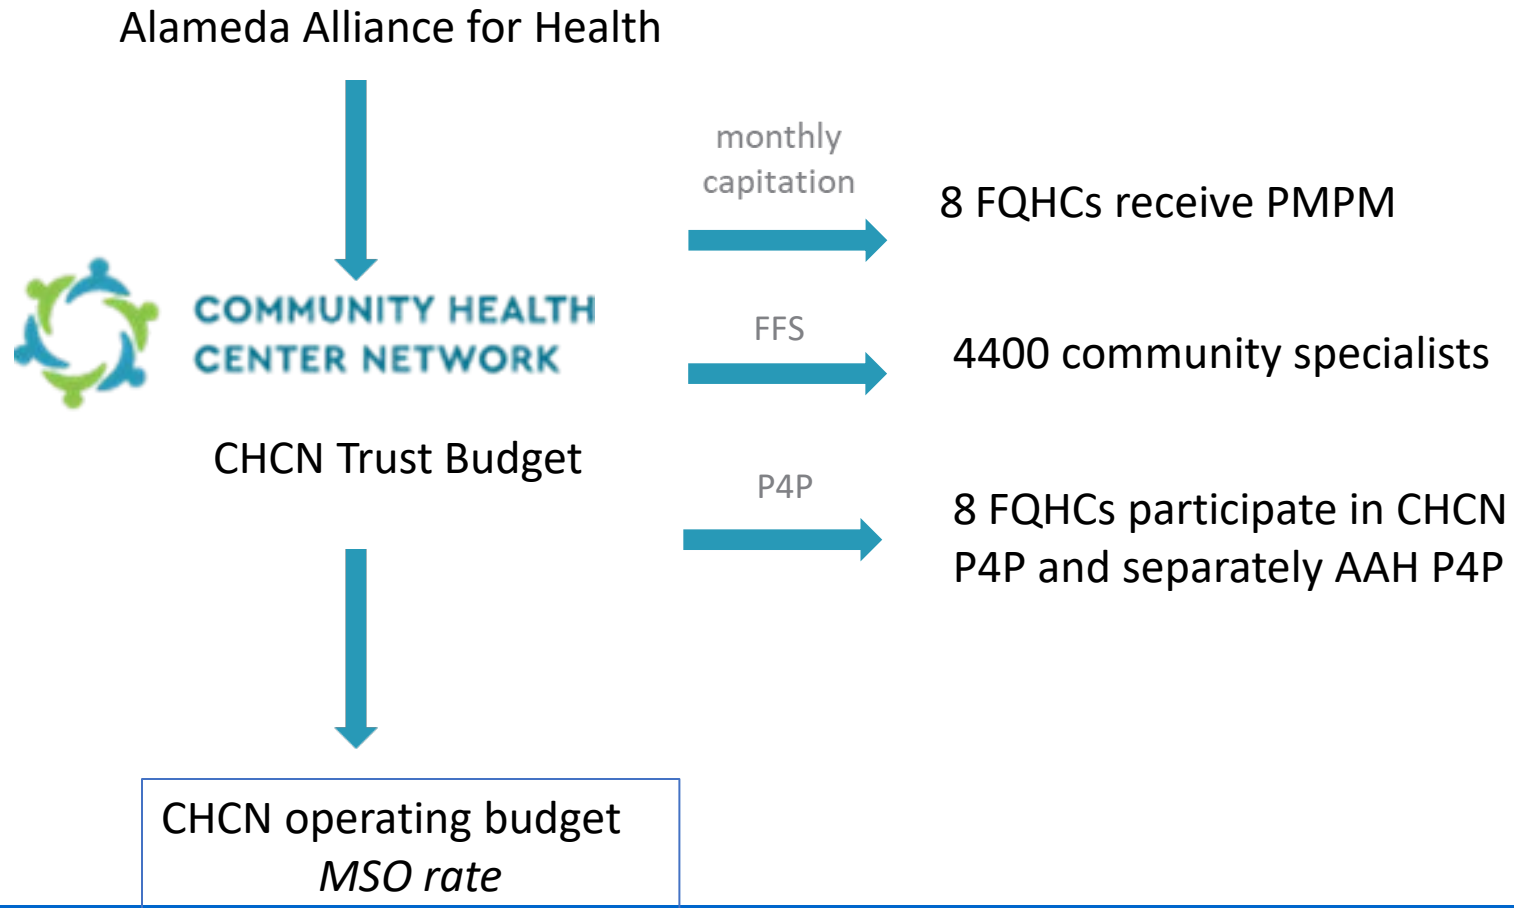 Alameda Alliance for Health
monthly
capitation
8 FQHCs receive PMPM
COMMUNITY HEALTH
CENTER NETWORK
FFS
4400 community specialists
CHCN Trust Budget
P4P
8 FQHCs participate in CHCN
P4P and separately AAH P4P
CHCN operating budget
MSO rate